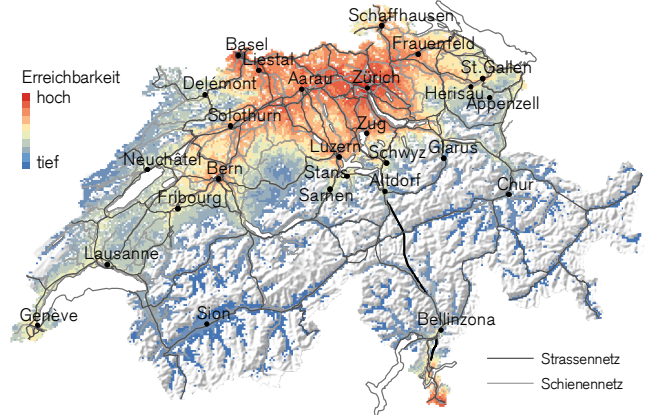 Schaffhausen
Basel
Frauenfeld
Liestal
Erreichbarkeit
St. Gallen
Delémont
Aarau
Zürich
Herisau
hoch
Appenzell
Solothurn
Zug
Luzern
Glarus
tief
Neuchâtel
Schwyz
Bern
Stans
Altdorf
Chur
Fribourg
Sarnen
Lausanne
Genève
Sion
Bellinzona
Strassennetz
Schienennetz